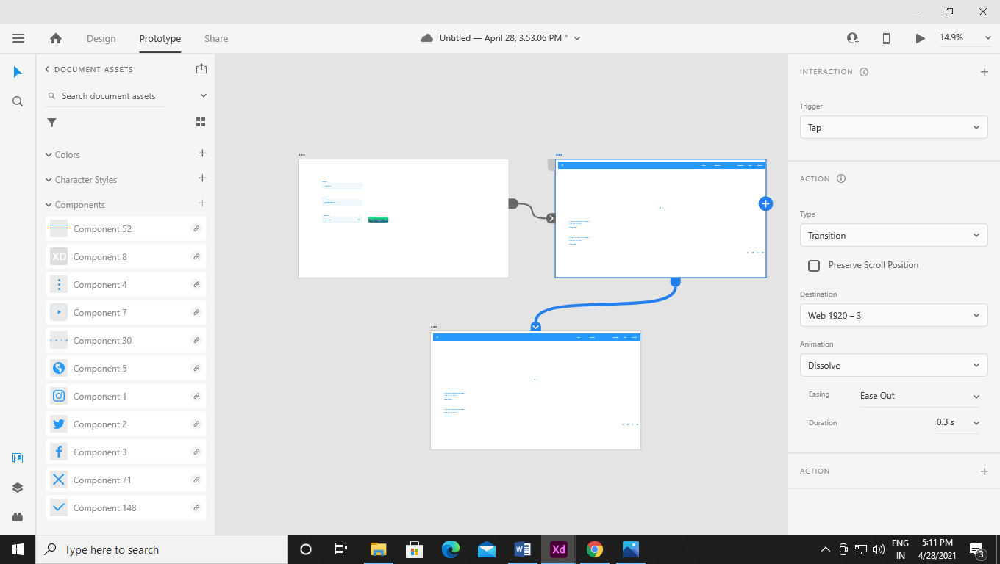 Design
Prototype
Share
Untitled — April 28, 3.53.06 PM *
14.9%
DOCUMENT ASSETS
Search document assets
Colors
Character Styles
Components
Component 52
XD
Component 8
Component 4
Component 7
Component 30
Component 5
Component 1
Component 2
Component 3
Component 71
Component 148
INTERACTION
Trigger
Tap
ACTION
Type
Transition
Preserve Scroll Position
Destination
Web 1920 – 3
Animation
Dissolve
Easing
Ease Out
Duration
0.3 s
ACTION
Type here to search
W
Xd
ENG
IN
5:11 PM
4/28/2021
3